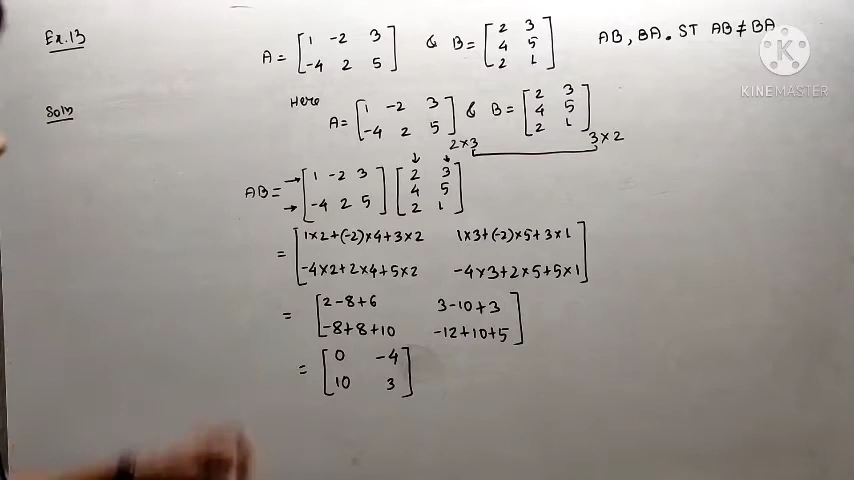 Ex.13 A = [1 -2 3 & B = [2 3 AB, BA. ST AB ≠ BA
-4 2 5] 4 5
2 1]
Soln Here A = [1 -2 3 & B = [2 3
-4 2 5] 4 5
2 1]
2×3 3×2
AB = [1 -2 3 [2 3
-4 2 5] 4 5
2 1]
= [1×2+(-2)×4+3×2 1×3+(-2)×5+3×1
-4×2+2×4+5×2 -4×3+2×5+5×1]
= [2-8+6 3-10+3
-8+8+10 -12+10+5]
= [0 -4
10 3]
KINEMASTER